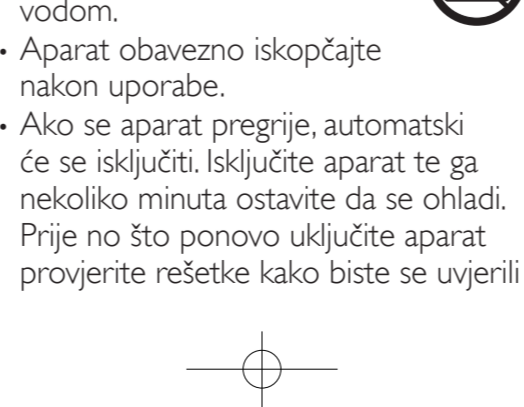 vodom.
• Aparat obavezno iskopčajte
nakon uporabe.
• Ako se aparat pregrije, automatski
će se isključiti. Isključite aparat te ga
nekoliko minuta ostavite da se ohladi.
Prije no što ponovo uključite aparat
provjerite rešetke kako biste se uvjerili